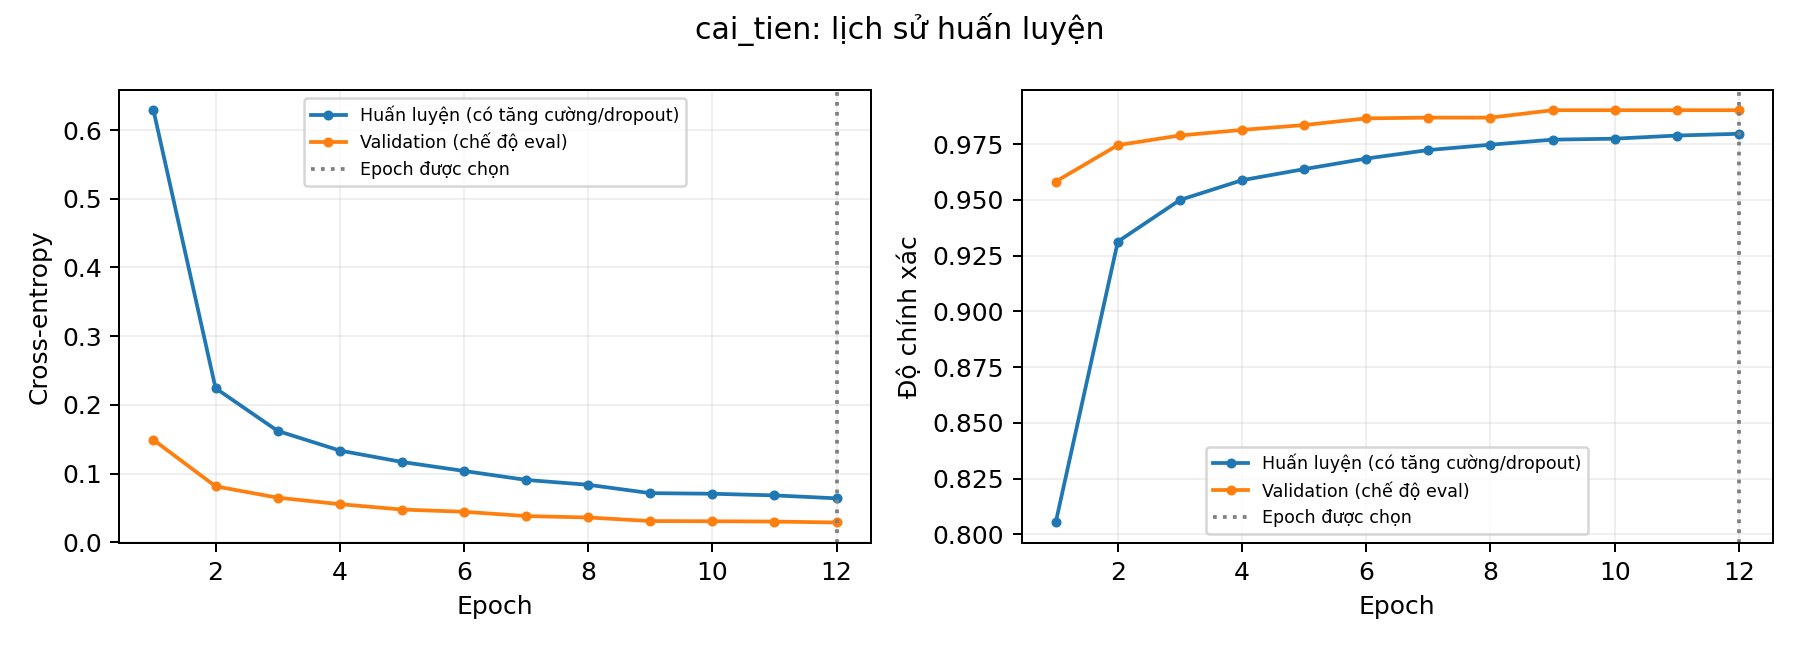 cai_tien: lịch sử huấn luyện
Cross-entropy
0.6
0.5
0.4
0.3
0.2
0.1
0.0
Huấn luyện (có tăng cường/dropout)
Validation (chế độ eval)
Epoch được chọn
2 4 6 8 10 12
Epoch
Độ chính xác
0.975
0.950
0.925
0.900
0.875
0.850
0.825
0.800
Huấn luyện (có tăng cường/dropout)
Validation (chế độ eval)
Epoch được chọn
2 4 6 8 10 12
Epoch